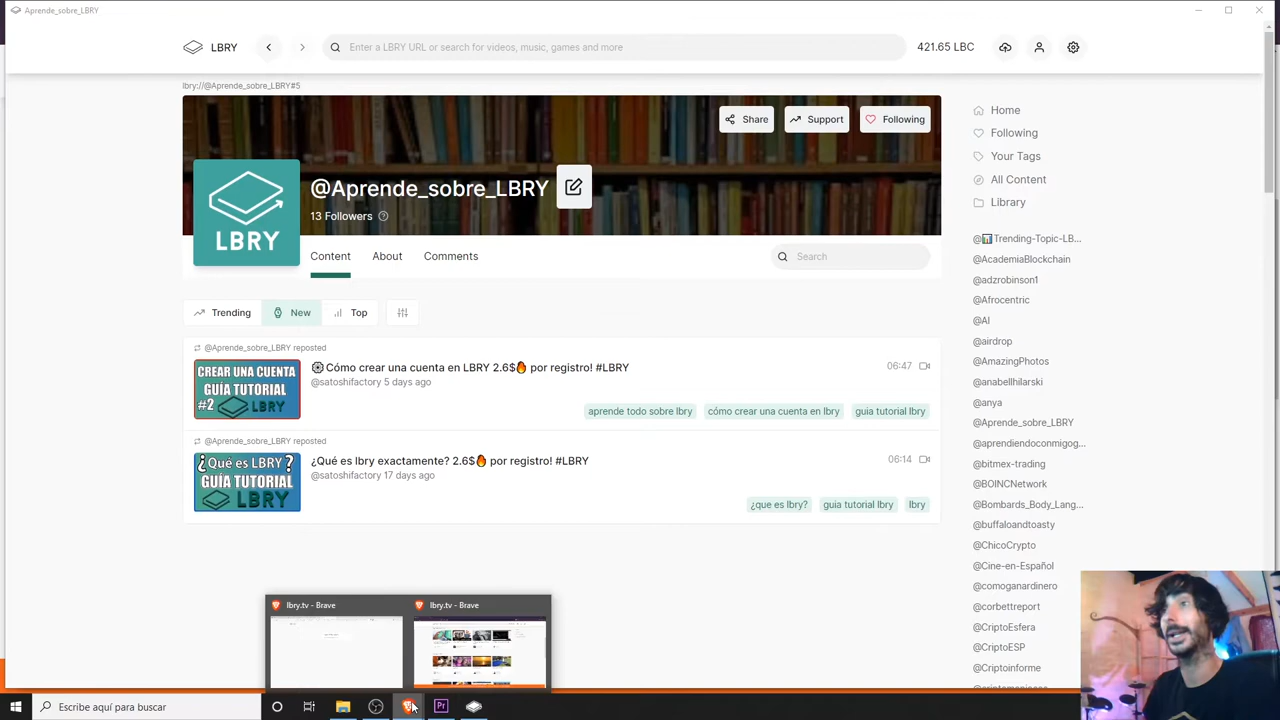 Aprende_sobre_LBRY
LBRY
Enter a LBRY URL or search for videos, music, games and more
421.65 LBC
lbry://@Aprende_sobre_LBRY#5
Share
Support
Following
LBRY
@Aprende_sobre_LBRY
13 Followers
Content
About
Comments
Search
Trending
New
Top
@Aprende_sobre_LBRY reposted
CREAR UNA CUENTA
GUÍA TUTORIAL
#2 LBRY
Cómo crear una cuenta en LBRY 2.6$🔥 por registro! #LBRY
@satoshifactory 5 days ago
06:47
aprende todo sobre lbry
cómo crear una cuenta en lbry
guia tutorial lbry
@Aprende_sobre_LBRY reposted
¿Qué es LBRY?
GUÍA TUTORIAL
LBRY
¿Qué es lbry exactamente? 2.6$🔥 por registro! #LBRY
@satoshifactory 17 days ago
06:14
¿que es lbry?
guia tutorial lbry
lbry
Home
Following
Your Tags
All Content
Library
@📊Trending-Topic-LB...
@AcademiaBlockchain
@adzrobinson1
@Afrocentric
@AI
@airdrop
@AmazingPhotos
@anabellhilarski
@anya
@Aprende_sobre_LBRY
@aprendiendoconmigog...
@bitmex-trading
@BOINCNetwork
@Bombards_Body_Lang...
@buffaloandtoasty
@ChicoCrypto
@Cine-en-Español
@comoganardinero
@corbettreport
@CriptoEsfera
@CriptoESP
@Criptoinforme
lbry.tv - Brave
lbry.tv - Brave
Escribe aquí para buscar
Pr